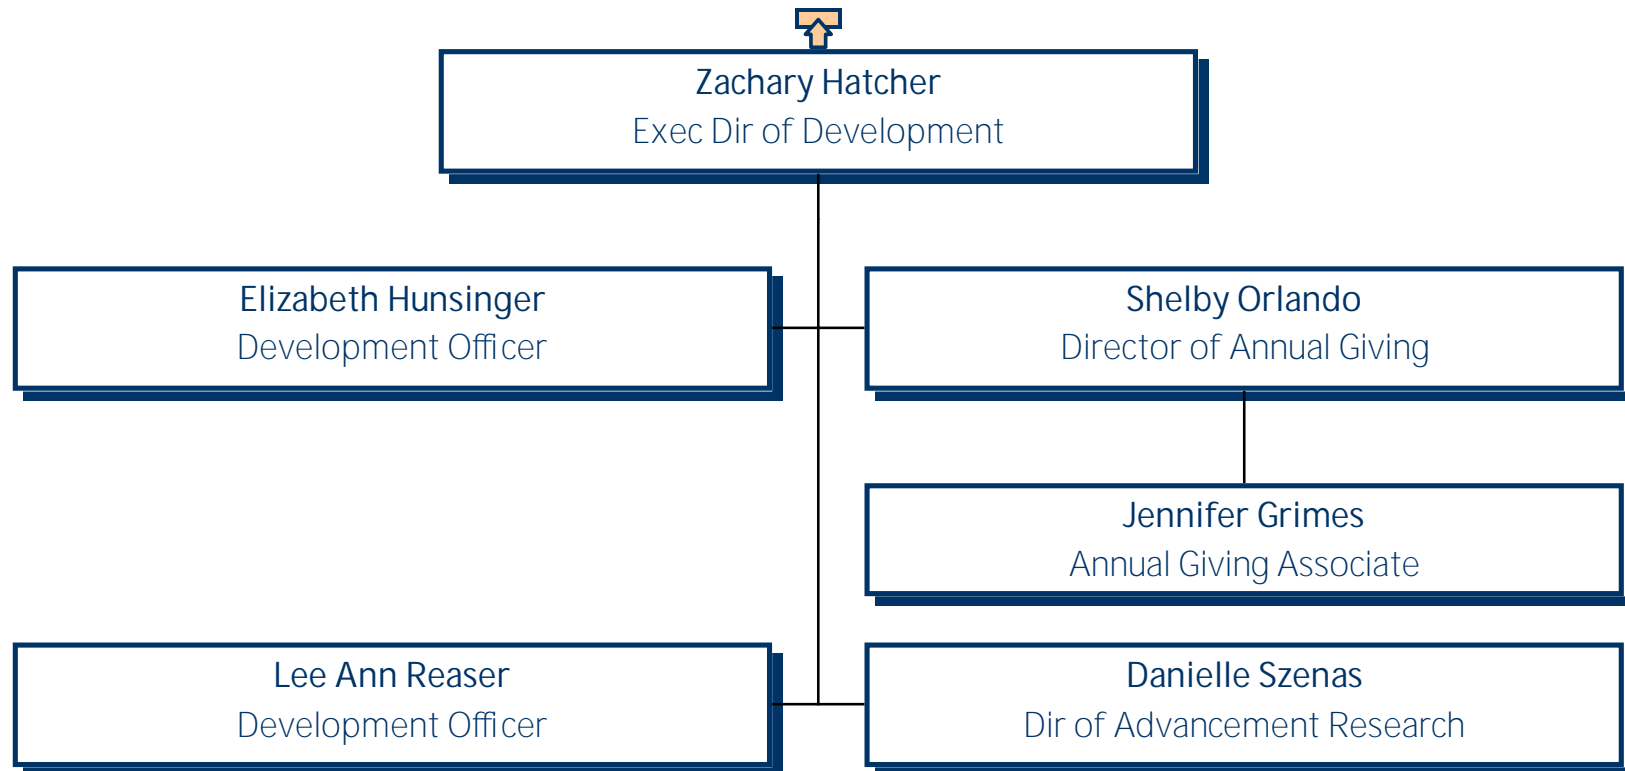 Zachary Hatcher
Exec Dir of Development
Elizabeth Hunsinger
Development Officer
Shelby Orlando
Director of Annual Giving
Jennifer Grimes
Annual Giving Associate
Lee Ann Reaser
Development Officer
Danielle Szenas
Dir of Advancement Research